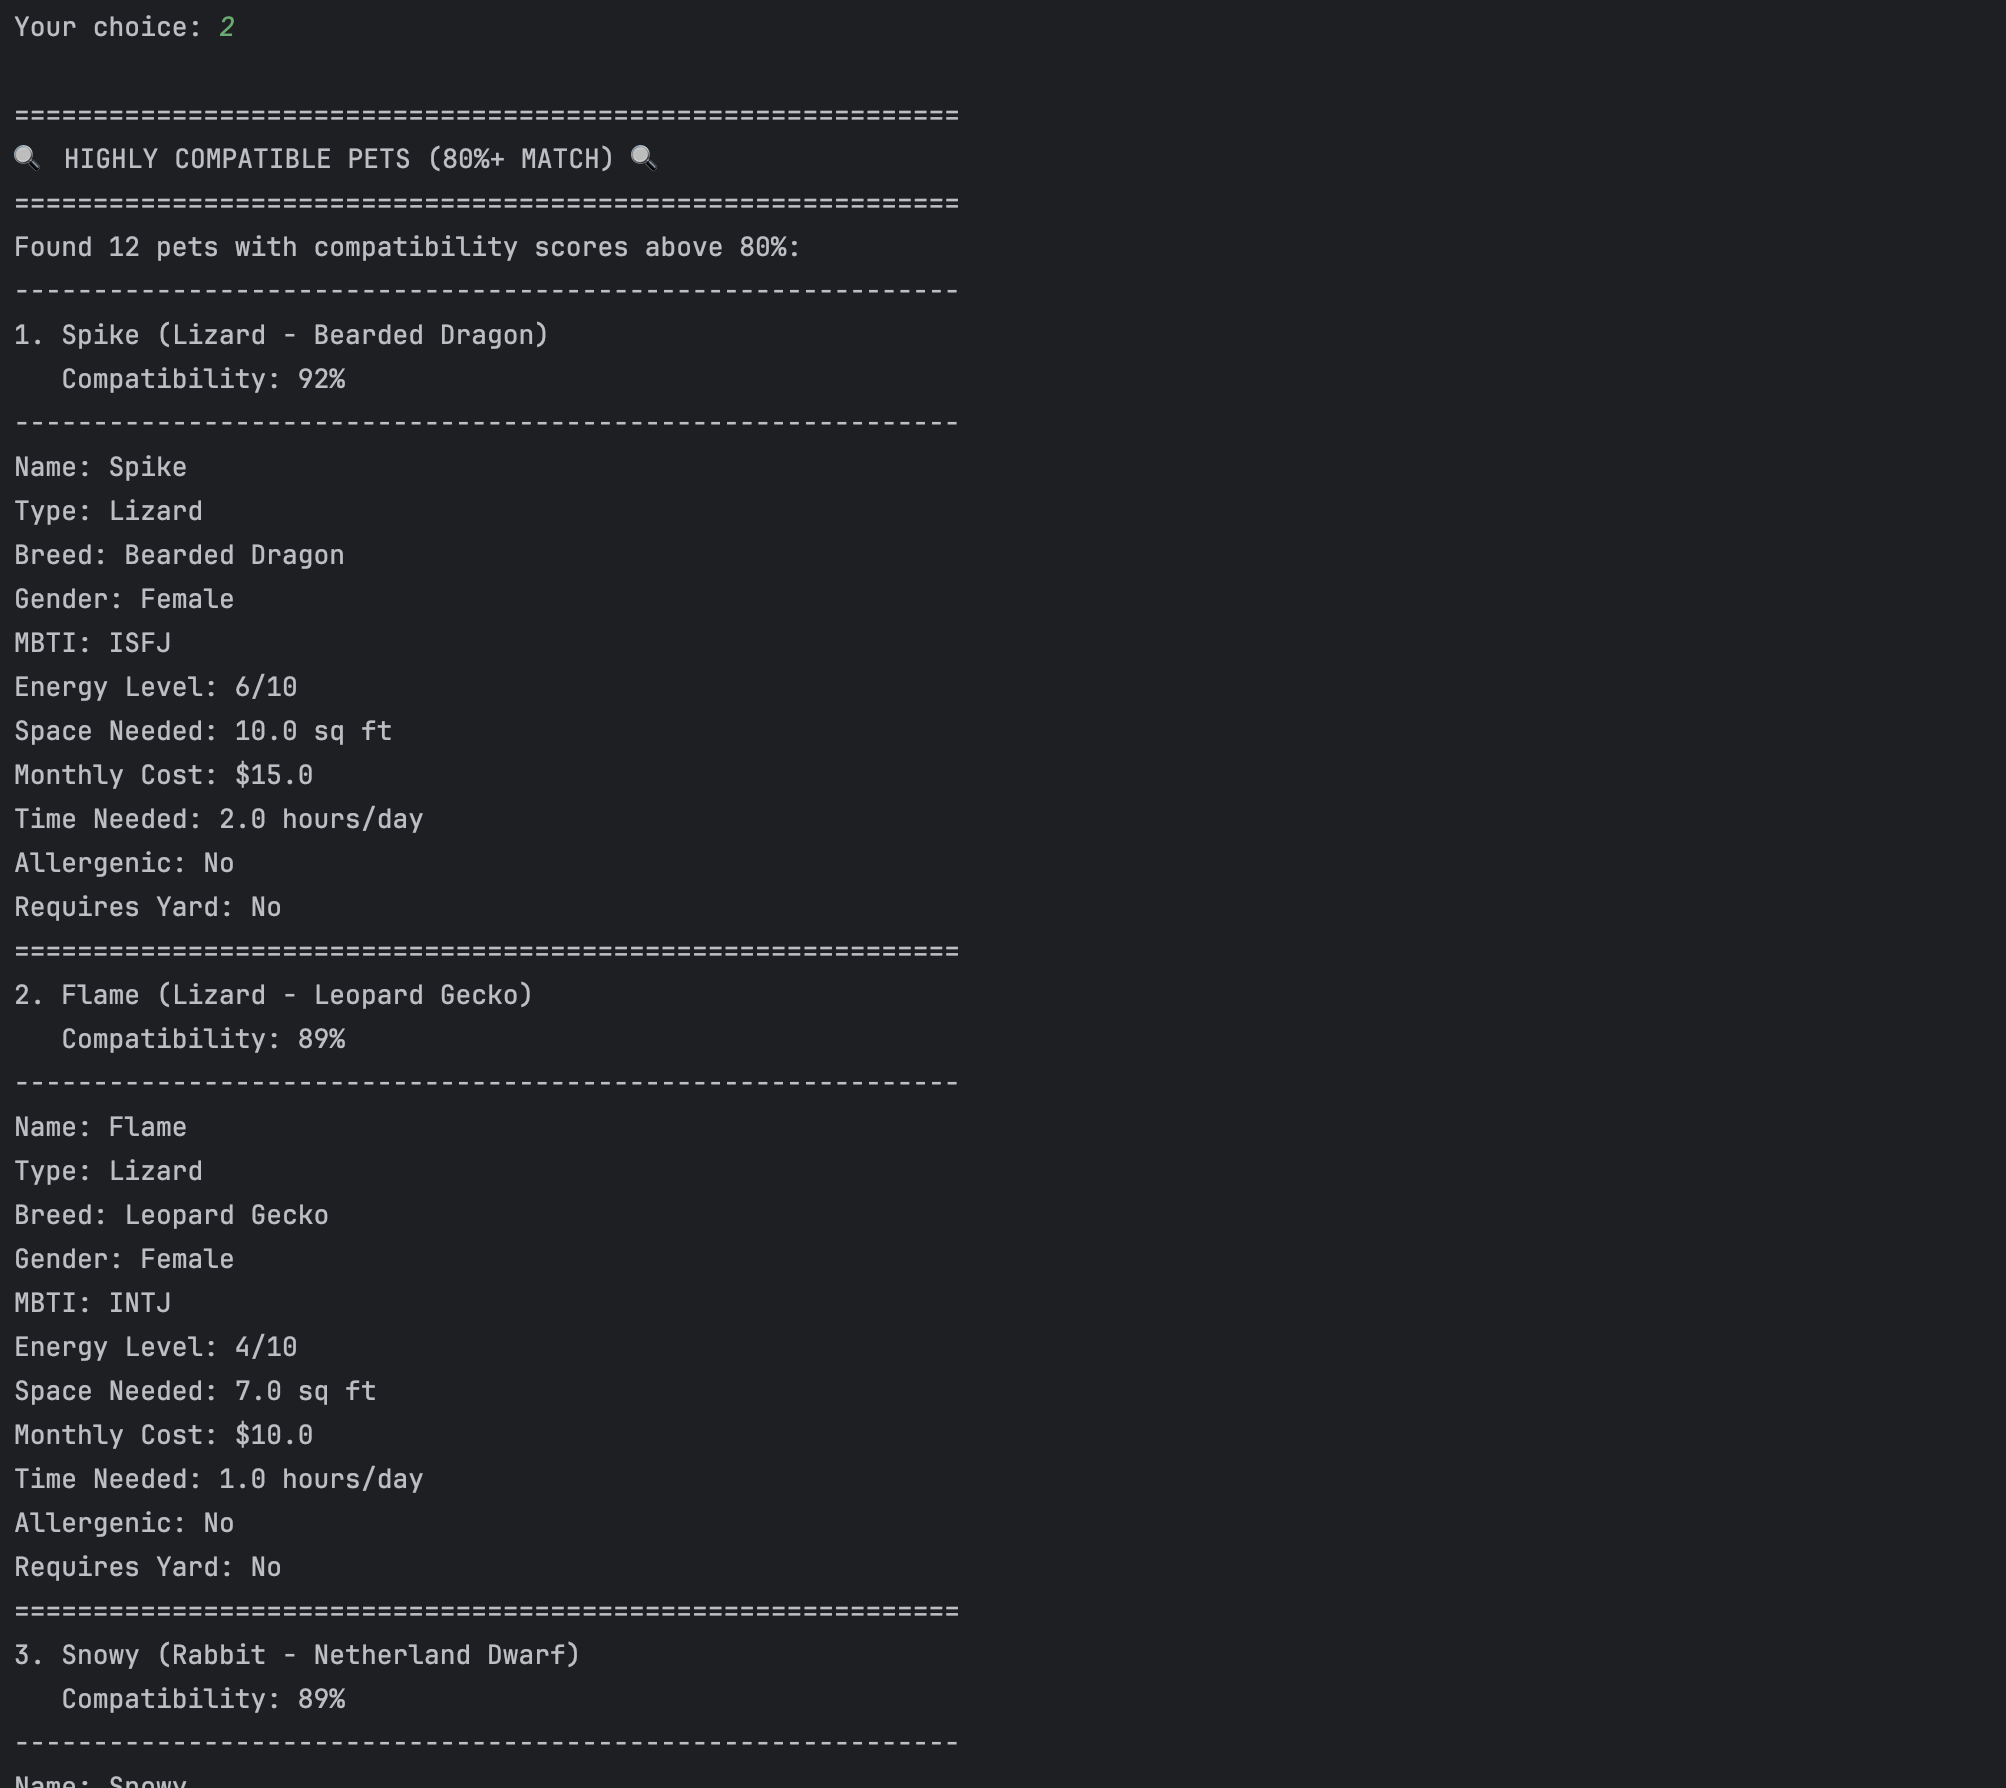 Your choice: 2
============================================================
🔍 HIGHLY COMPATIBLE PETS (80%+ MATCH) 🔍
============================================================
Found 12 pets with compatibility scores above 80%:
------------------------------------------------------------
1. Spike (Lizard - Bearded Dragon)
   Compatibility: 92%
------------------------------------------------------------
Name: Spike
Type: Lizard
Breed: Bearded Dragon
Gender: Female
MBTI: ISFJ
Energy Level: 6/10
Space Needed: 10.0 sq ft
Monthly Cost: $15.0
Time Needed: 2.0 hours/day
Allergenic: No
Requires Yard: No
============================================================
2. Flame (Lizard - Leopard Gecko)
   Compatibility: 89%
------------------------------------------------------------
Name: Flame
Type: Lizard
Breed: Leopard Gecko
Gender: Female
MBTI: INTJ
Energy Level: 4/10
Space Needed: 7.0 sq ft
Monthly Cost: $10.0
Time Needed: 1.0 hours/day
Allergenic: No
Requires Yard: No
============================================================
3. Snowy (Rabbit - Netherland Dwarf)
   Compatibility: 89%
------------------------------------------------------------
Name: Snowy